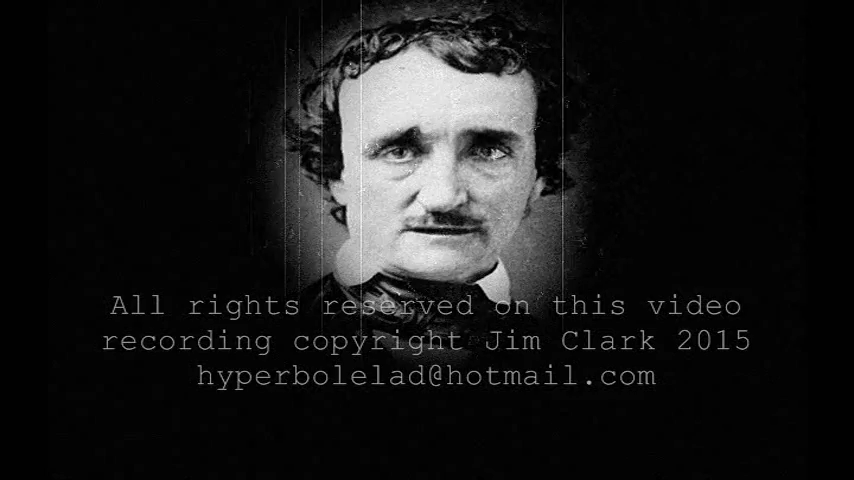 All rights reserved on this video
recording copyright Jim Clark 2015
hyperbolelad@hotmail.com